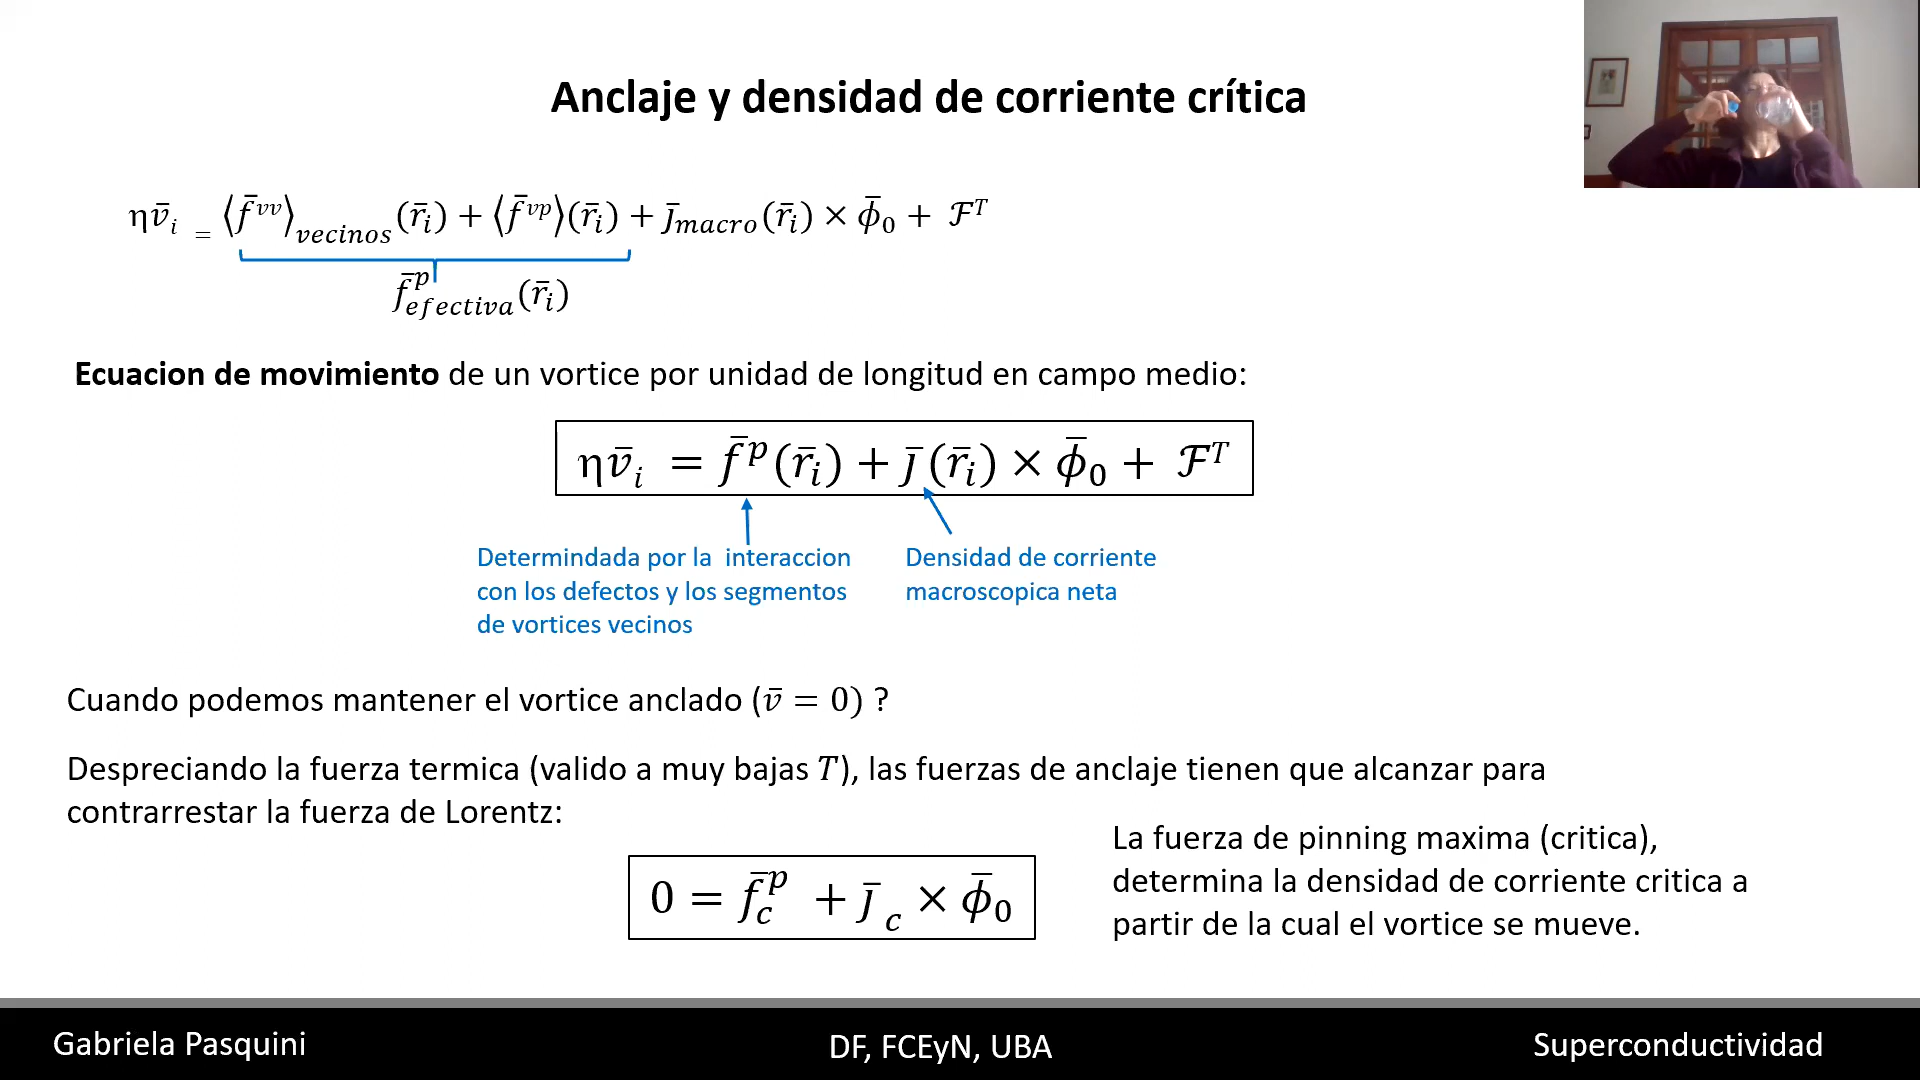 Anclaje y densidad de corriente crítica
ηv̄ᵢ = ⟨f̄ᵛᵛ⟩_vecinos (r̄ᵢ) + ⟨f̄ᵛᵖ⟩(r̄ᵢ) + ȷ̄_macro(r̄ᵢ) × ϕ̄₀ + ℱᵀ
f̄ᵖ_efectiva(r̄ᵢ)
Ecuacion de movimiento de un vortice por unidad de longitud en campo medio:
ηv̄ᵢ = f̄ᵖ(r̄ᵢ) + ȷ̄(r̄ᵢ) × ϕ̄₀ + ℱᵀ
Determindada por la interaccion
con los defectos y los segmentos
de vortices vecinos
Densidad de corriente
macroscopica neta
Cuando podemos mantener el vortice anclado (v̄ = 0) ?
Despreciando la fuerza termica (valido a muy bajas T), las fuerzas de anclaje tienen que alcanzar para
contrarrestar la fuerza de Lorentz:
0 = f̄_cᵖ + ȷ̄_c × ϕ̄₀
La fuerza de pinning maxima (critica),
determina la densidad de corriente critica a
partir de la cual el vortice se mueve.
Gabriela Pasquini
DF, FCEyN, UBA
Superconductividad